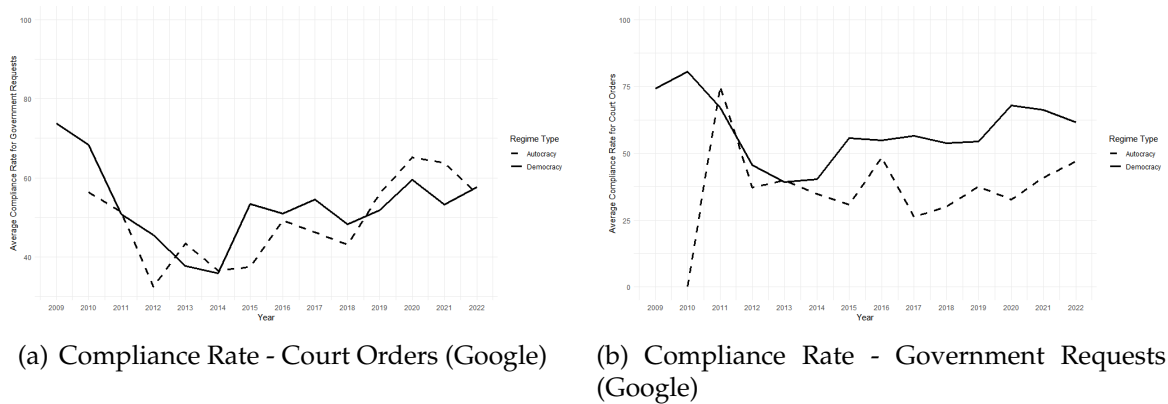 100
80
60
40
Average Compliance Rate for Government Requests
2009 2010 2011 2012 2013 2014 2015 2016 2017 2018 2019 2020 2021 2022
Year
Regime Type
Autocracy
Democracy
(a) Compliance Rate - Court Orders (Google)
100
75
50
25
0
Average Compliance Rate for Court Orders
2009 2010 2011 2012 2013 2014 2015 2016 2017 2018 2019 2020 2021 2022
Year
Regime Type
Autocracy
Democracy
(b) Compliance Rate - Government Requests
(Google)